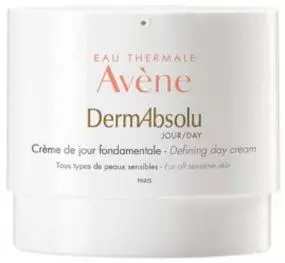 EAU THERMALE
Avène
DermAbsolu
JOUR/DAY
Crème de jour fondamentale - Defining day cream
Tous types de peaux sensibles - For all sensitive skin
PARIS